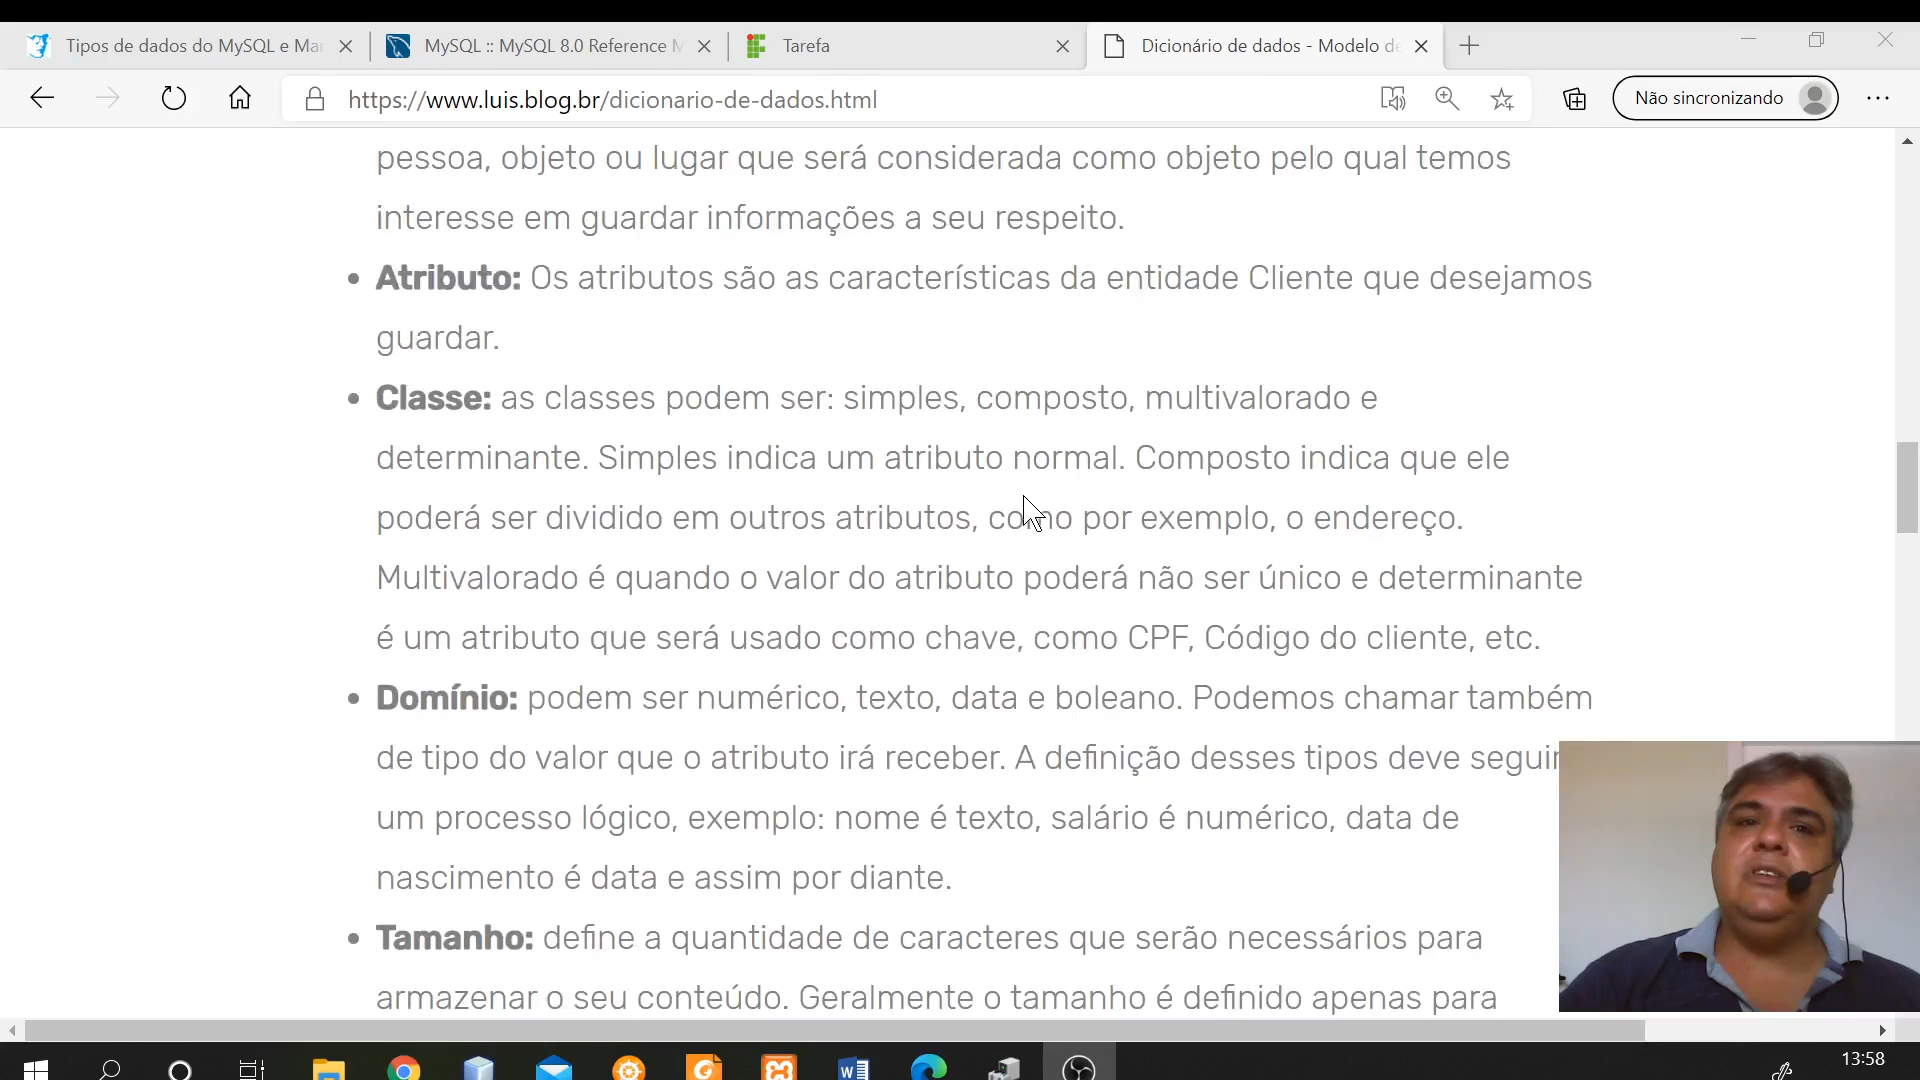 Tipos de dados do MySQL e Mar
MySQL :: MySQL 8.0 Reference M
Tarefa
Dicionário de dados - Modelo de
https://www.luis.blog.br/dicionario-de-dados.html
Não sincronizando
pessoa, objeto ou lugar que será considerada como objeto pelo qual temos
interesse em guardar informações a seu respeito.
• Atributo: Os atributos são as características da entidade Cliente que desejamos
guardar.
• Classe: as classes podem ser: simples, composto, multivalorado e
determinante. Simples indica um atributo normal. Composto indica que ele
poderá ser dividido em outros atributos, como por exemplo, o endereço.
Multivalorado é quando o valor do atributo poderá não ser único e determinante
é um atributo que será usado como chave, como CPF, Código do cliente, etc.
• Domínio: podem ser numérico, texto, data e boleano. Podemos chamar também
de tipo do valor que o atributo irá receber. A definição desses tipos deve seguir
um processo lógico, exemplo: nome é texto, salário é numérico, data de
nascimento é data e assim por diante.
• Tamanho: define a quantidade de caracteres que serão necessários para
armazenar o seu conteúdo. Geralmente o tamanho é definido apenas para
13:58